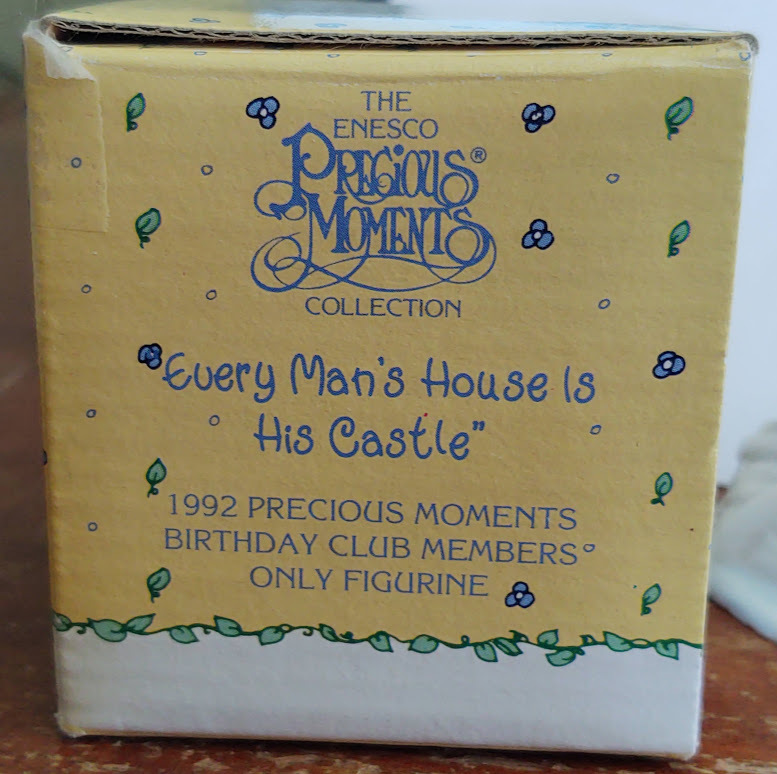 THE
ENESCO
PRECIOUS®
MOMENTS
COLLECTION
"Every Man's House Is
His Castle"
1992 PRECIOUS MOMENTS
BIRTHDAY CLUB MEMBERS
ONLY FIGURINE